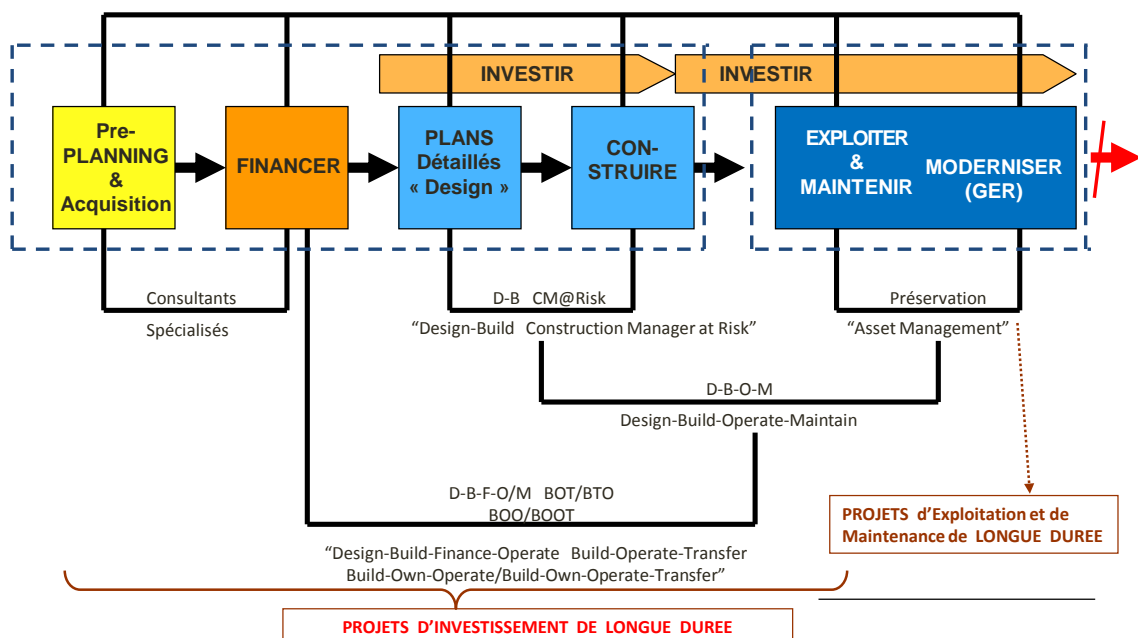 INVESTIR
INVESTIR
Pre-
PLANNING
&
Acquisition
FINANCER
PLANS
Détaillés
« Design »
CON-
STRUIRE
EXPLOITER
&
MAINTENIR
MODERNISER
(GER)
Consultants
Spécialisés
D-B CM@Risk
“Design-Build Construction Manager at Risk”
Préservation
“Asset Management”
D-B-O-M
Design-Build-Operate-Maintain
D-B-F-O/M BOT/BTO
BOO/BOOT
“Design-Build-Finance-Operate Build-Operate-Transfer
Build-Own-Operate/Build-Own-Operate-Transfer”
PROJETS d’Exploitation et de
Maintenance de LONGUE DUREE
PROJETS D’INVESTISSEMENT DE LONGUE DUREE